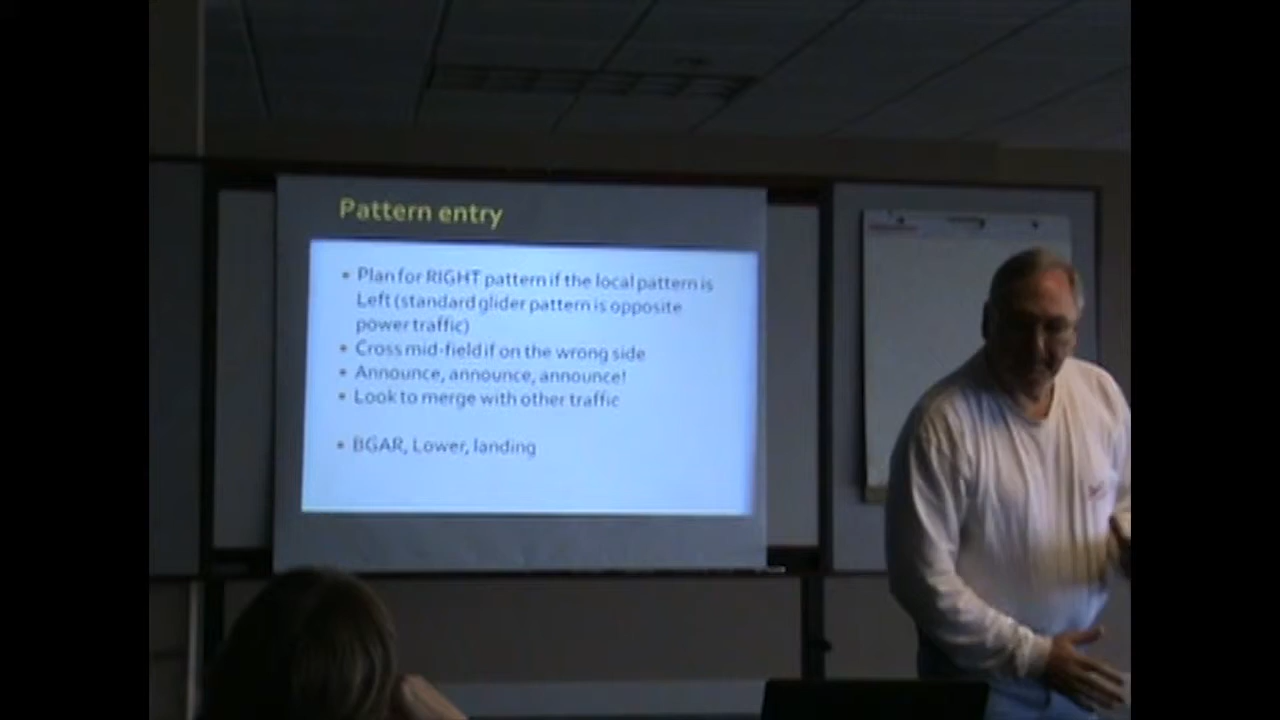 Pattern entry
• Plan for RIGHT pattern if the local pattern is
Left (standard glider pattern is opposite
power traffic)
• Cross mid-field if on the wrong side
• Announce, announce, announce!
• Look to merge with other traffic
• BGAR, Lower, landing